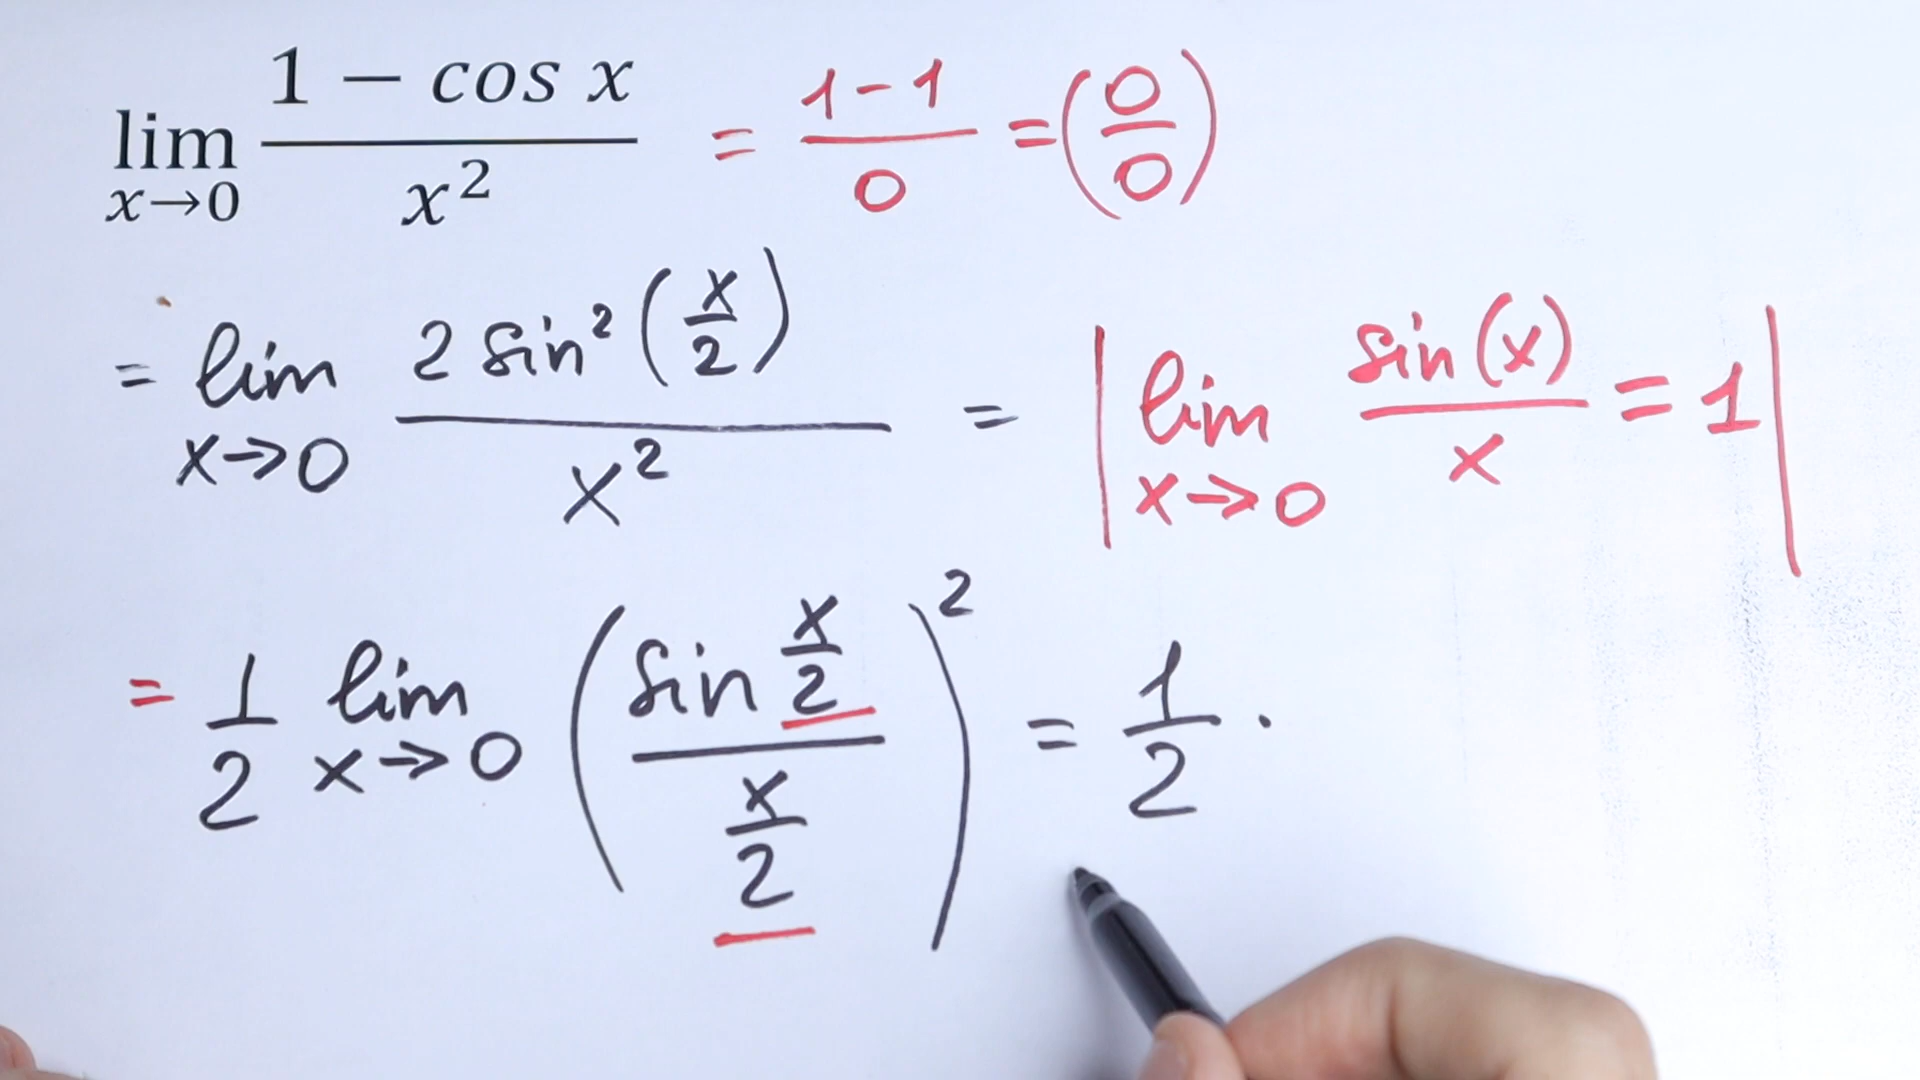 lim x→0 (1 − cos x)/x² = (1-1)/0 = (0/0)
= lim x→0 (2 sin² (x/2))/x² = | lim x→0 sin(x)/x = 1 |
= 1/2 lim x→0 ((sin x/2)/(x/2))² = 1/2 .